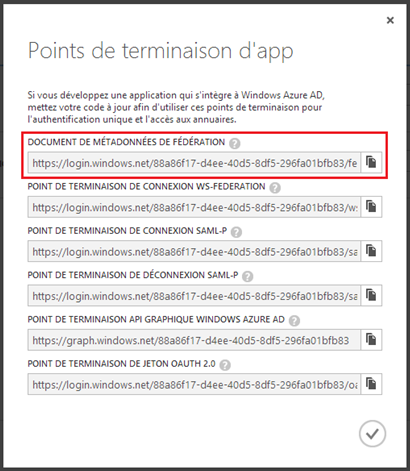 Points de terminaison d'app
Si vous développez une application qui s'intègre à Windows Azure AD,
mettez votre code à jour afin d'utiliser ces points de terminaison pour
l'authentification unique et l'accès aux annuaires.
DOCUMENT DE MÉTADONNÉES DE FÉDÉRATION ?
https://login.windows.net/88a86f17-d4ee-40d5-8df5-296fa01bfb83/fe
POINT DE TERMINAISON DE CONNEXION WS-FEDERATION ?
https://login.windows.net/88a86f17-d4ee-40d5-8df5-296fa01bfb83/ws
POINT DE TERMINAISON DE CONNEXION SAML-P ?
https://login.windows.net/88a86f17-d4ee-40d5-8df5-296fa01bfb83/sa
POINT DE TERMINAISON DE DÉCONNEXION SAML-P ?
https://login.windows.net/88a86f17-d4ee-40d5-8df5-296fa01bfb83/sa
POINT DE TERMINAISON API GRAPHIQUE WINDOWS AZURE AD ?
https://graph.windows.net/88a86f17-d4ee-40d5-8df5-296fa01bfb83
POINT DE TERMINAISON DE JETON OAUTH 2.0 ?
https://login.windows.net/88a86f17-d4ee-40d5-8df5-296fa01bfb83/oa